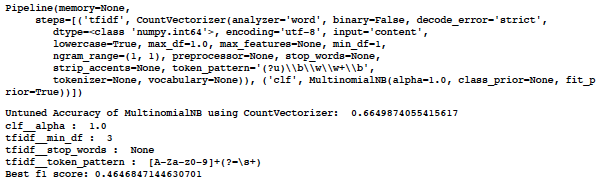 Pipeline(memory=None,
steps=[('tfidf', CountVectorizer(analyzer='word', binary=False, decode_error='strict',
dtype=<class 'numpy.int64'>, encoding='utf-8', input='content',
lowercase=True, max_df=1.0, max_features=None, min_df=1,
ngram_range=(1, 1), preprocessor=None, stop_words=None,
strip_accents=None, token_pattern='(?u)\\b\\w\\w+\\b',
tokenizer=None, vocabulary=None)), ('clf', MultinomialNB(alpha=1.0, class_prior=None, fit_p
rior=True))])
Untuned Accuracy of MultinomialNB using CountVectorizer: 0.6649874055415617
clf__alpha : 1.0
tfidf__min_df : 3
tfidf__stop_words : None
tfidf__token_pattern : [A-Za-z0-9]+(?=\s+)
Best f1 score: 0.4646847144630701